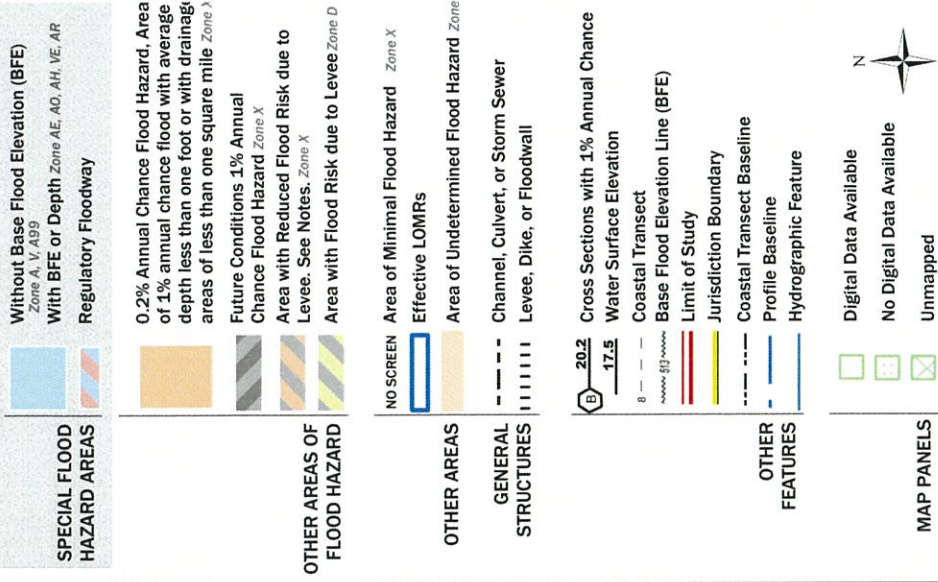 SPECIAL FLOOD
HAZARD AREAS
Without Base Flood Elevation (BFE)
Zone A, V, A99
With BFE or Depth Zone AE, AO, AH, VE, AR
Regulatory Floodway
OTHER AREAS OF
FLOOD HAZARD
0.2% Annual Chance Flood Hazard, Area
of 1% annual chance flood with average
depth less than one foot or with drainage
areas of less than one square mile Zone X
Future Conditions 1% Annual
Chance Flood Hazard Zone X
Area with Reduced Flood Risk due to
Levee. See Notes. Zone X
Area with Flood Risk due to Levee Zone D
OTHER AREAS
NO SCREEN Area of Minimal Flood Hazard Zone X
Effective LOMRs
Area of Undetermined Flood Hazard Zone
GENERAL
STRUCTURES
Channel, Culvert, or Storm Sewer
Levee, Dike, or Floodwall
OTHER
FEATURES
B 20.2 Cross Sections with 1% Annual Chance
17.5 Water Surface Elevation
8 Coastal Transect
513 Base Flood Elevation Line (BFE)
Limit of Study
Jurisdiction Boundary
Coastal Transect Baseline
Profile Baseline
Hydrographic Feature
MAP PANELS
Digital Data Available
No Digital Data Available
Unmapped
N